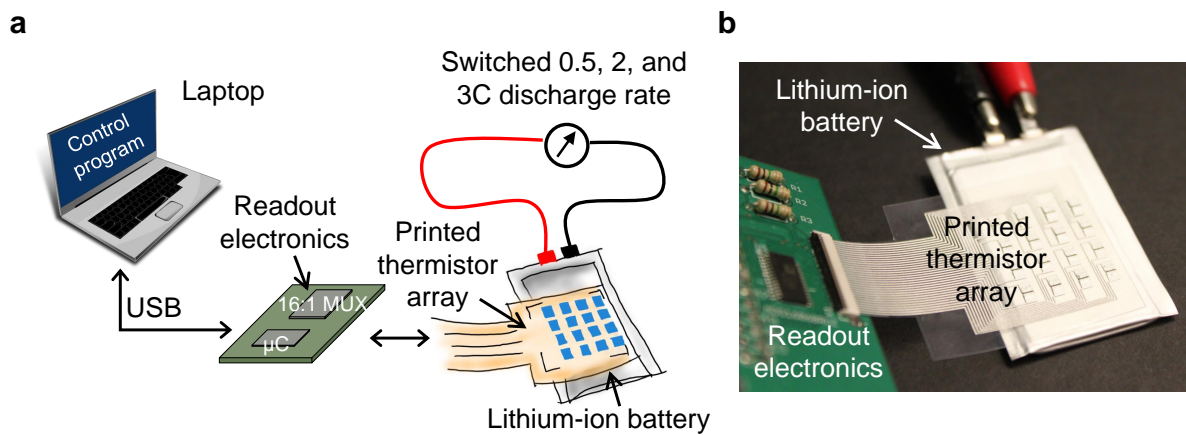 a
b
Switched 0.5, 2, and
3C discharge rate
Laptop
Control
program
Readout
electronics
Printed
thermistor
array
USB
16:1 MUX
µC
Lithium-ion battery
Lithium-ion
battery
R1
R2
R3
Printed
thermistor
array
Readout
electronics